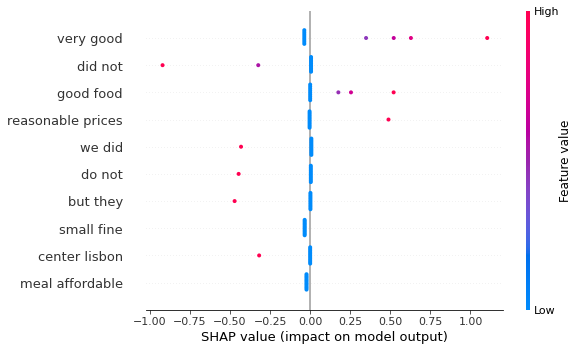 High
very good
did not
good food
reasonable prices
we did
do not
but they
small fine
center lisbon
meal affordable
Feature value
Low
−1.00 −0.75 −0.50 −0.25 0.00 0.25 0.50 0.75 1.00
SHAP value (impact on model output)